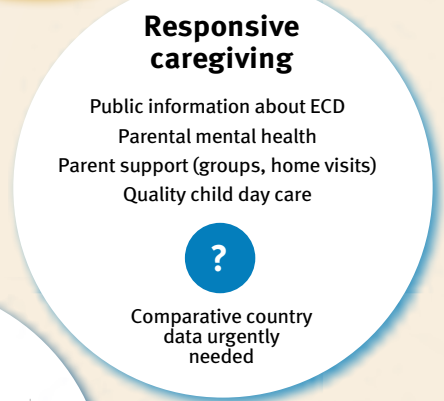 Responsive
caregiving
Public information about ECD
Parental mental health
Parent support (groups, home visits)
Quality child day care
?
Comparative country
data urgently
needed